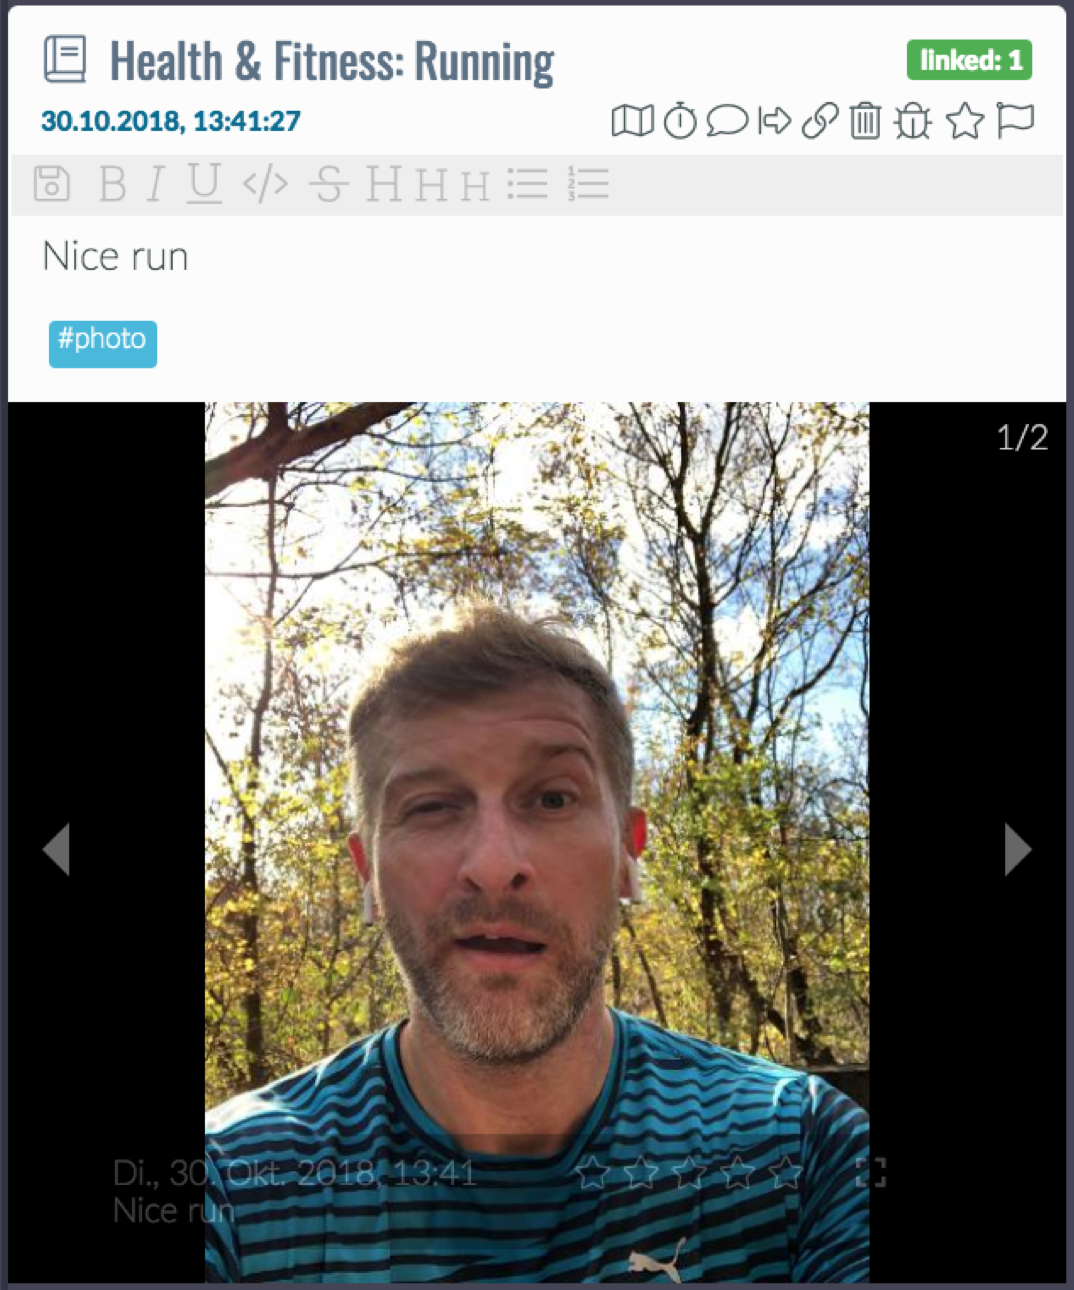 Health & Fitness: Running
linked: 1
30.10.2018, 13:41:27
B I U </> S H H H
Nice run
#photo
1/2
Di., 30. Okt. 2018, 13:41
Nice run